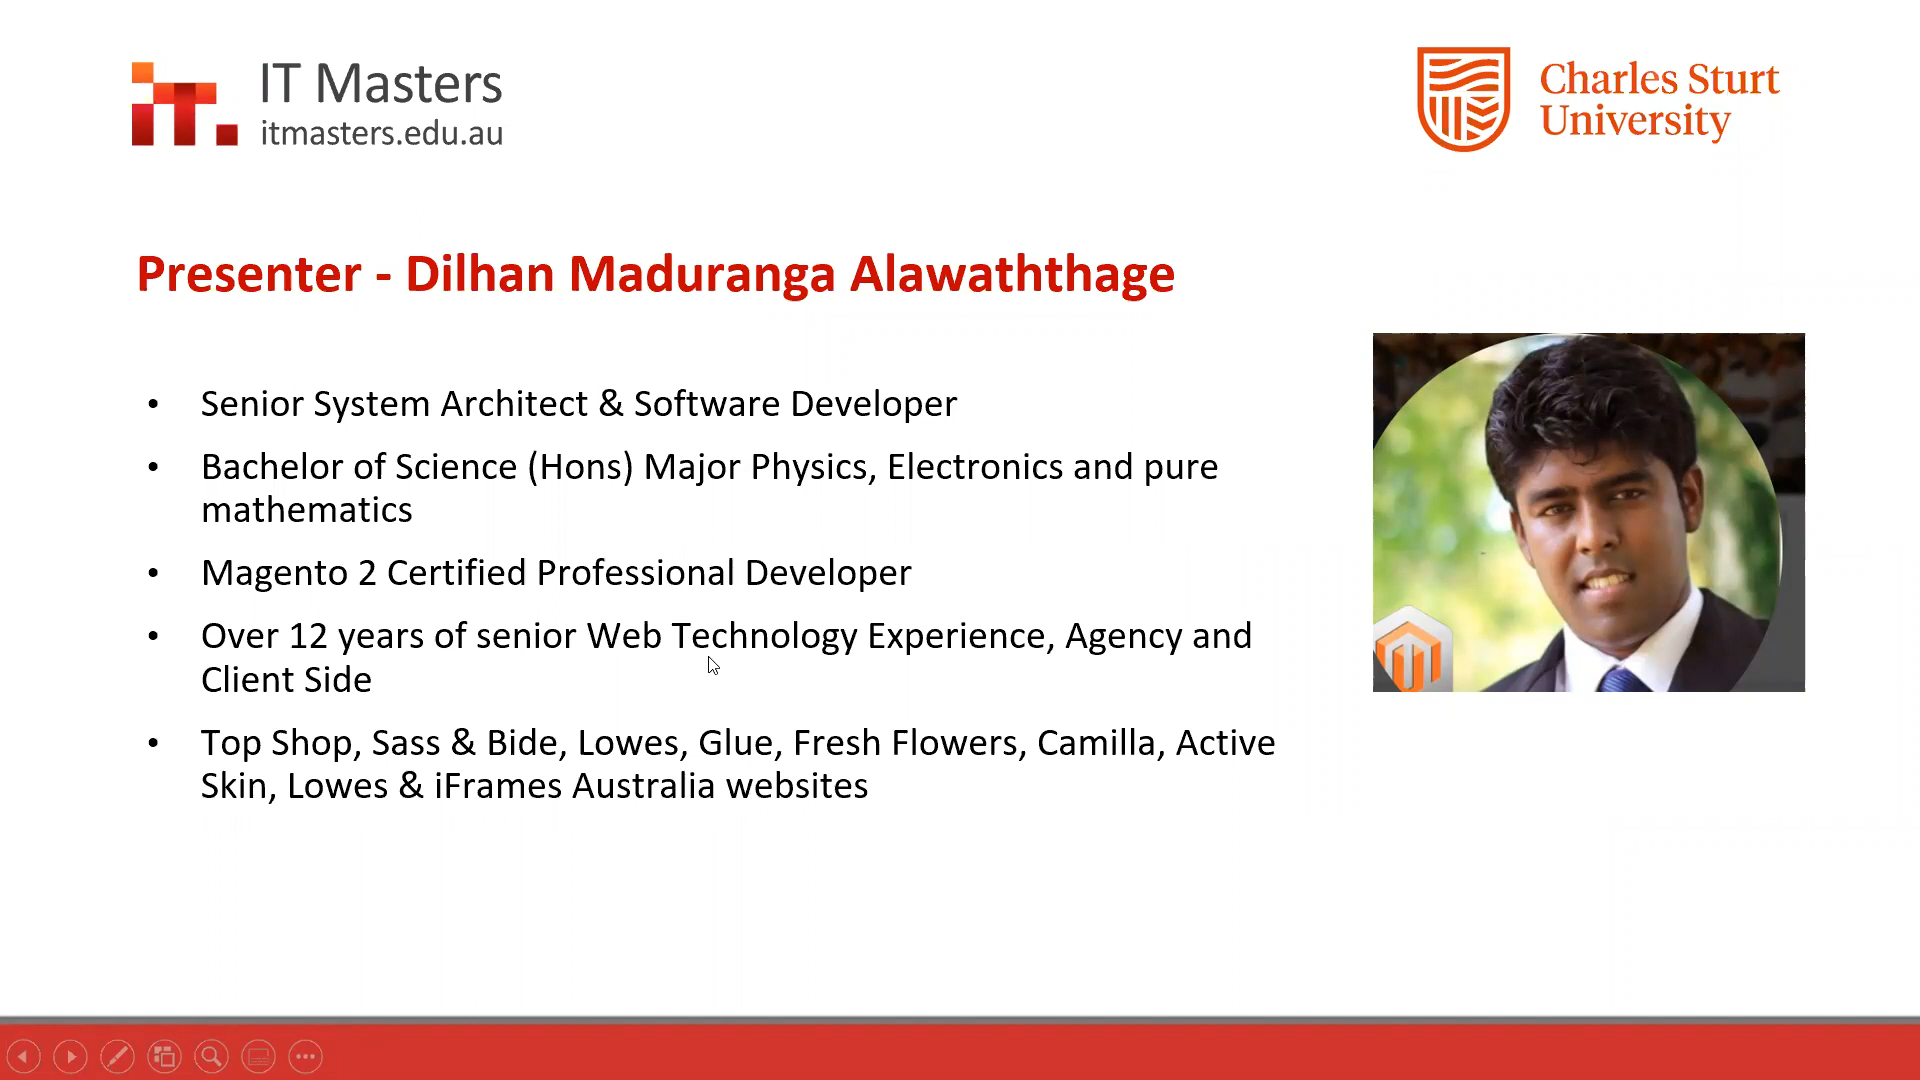 IT Masters
itmasters.edu.au
Charles Sturt
University
Presenter - Dilhan Maduranga Alawaththage
• Senior System Architect & Software Developer
• Bachelor of Science (Hons) Major Physics, Electronics and pure
mathematics
• Magento 2 Certified Professional Developer
• Over 12 years of senior Web Technology Experience, Agency and
Client Side
• Top Shop, Sass & Bide, Lowes, Glue, Fresh Flowers, Camilla, Active
Skin, Lowes & iFrames Australia websites